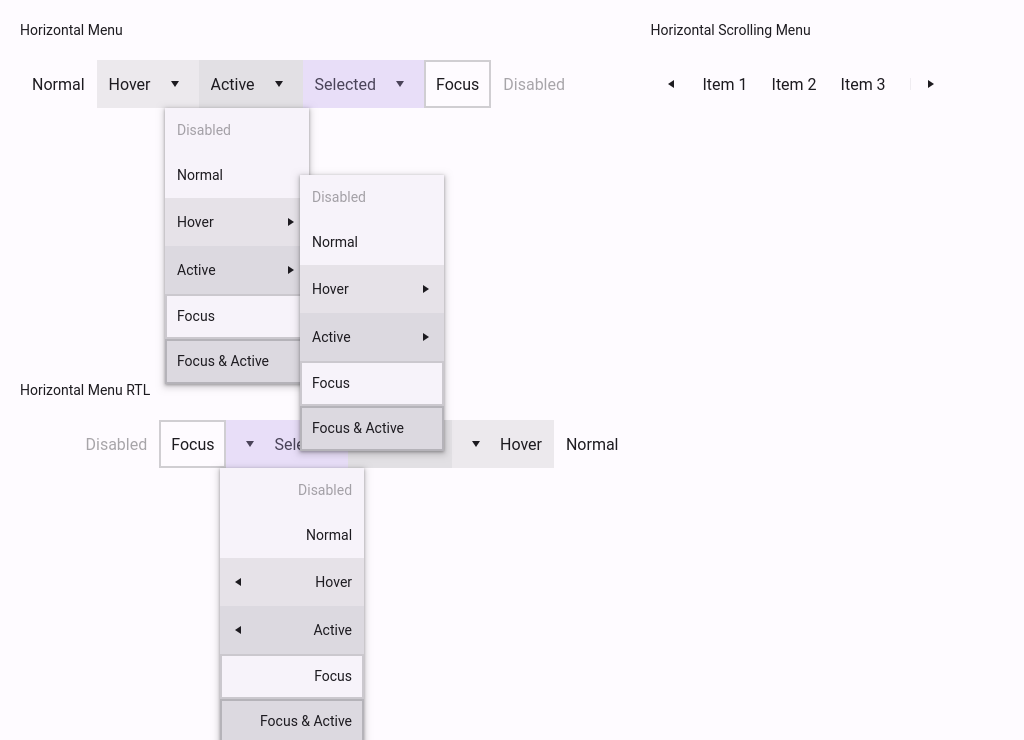 Horizontal Menu
Horizontal Scrolling Menu
Normal Hover Active Selected Focus Disabled
Item 1 Item 2 Item 3
Disabled
Normal
Hover
Active
Focus
Focus & Active
Disabled
Normal
Hover
Active
Focus
Focus & Active
Horizontal Menu RTL
Disabled Focus Hover Normal
Disabled
Normal
Hover
Active
Focus
Focus & Active